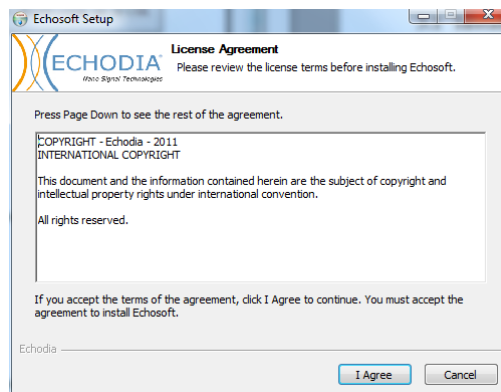 Echosoft Setup
ECHODIA
License Agreement
Please review the license terms before installing Echosoft.
Press Page Down to see the rest of the agreement.
COPYRIGHT - Echodia - 2011
INTERNATIONAL COPYRIGHT
This document and the information contained herein are the subject of copyright and
intellectual property rights under international convention.
All rights reserved.
If you accept the terms of the agreement, click I Agree to continue. You must accept the
agreement to install Echosoft.
Echodia
I Agree
Cancel